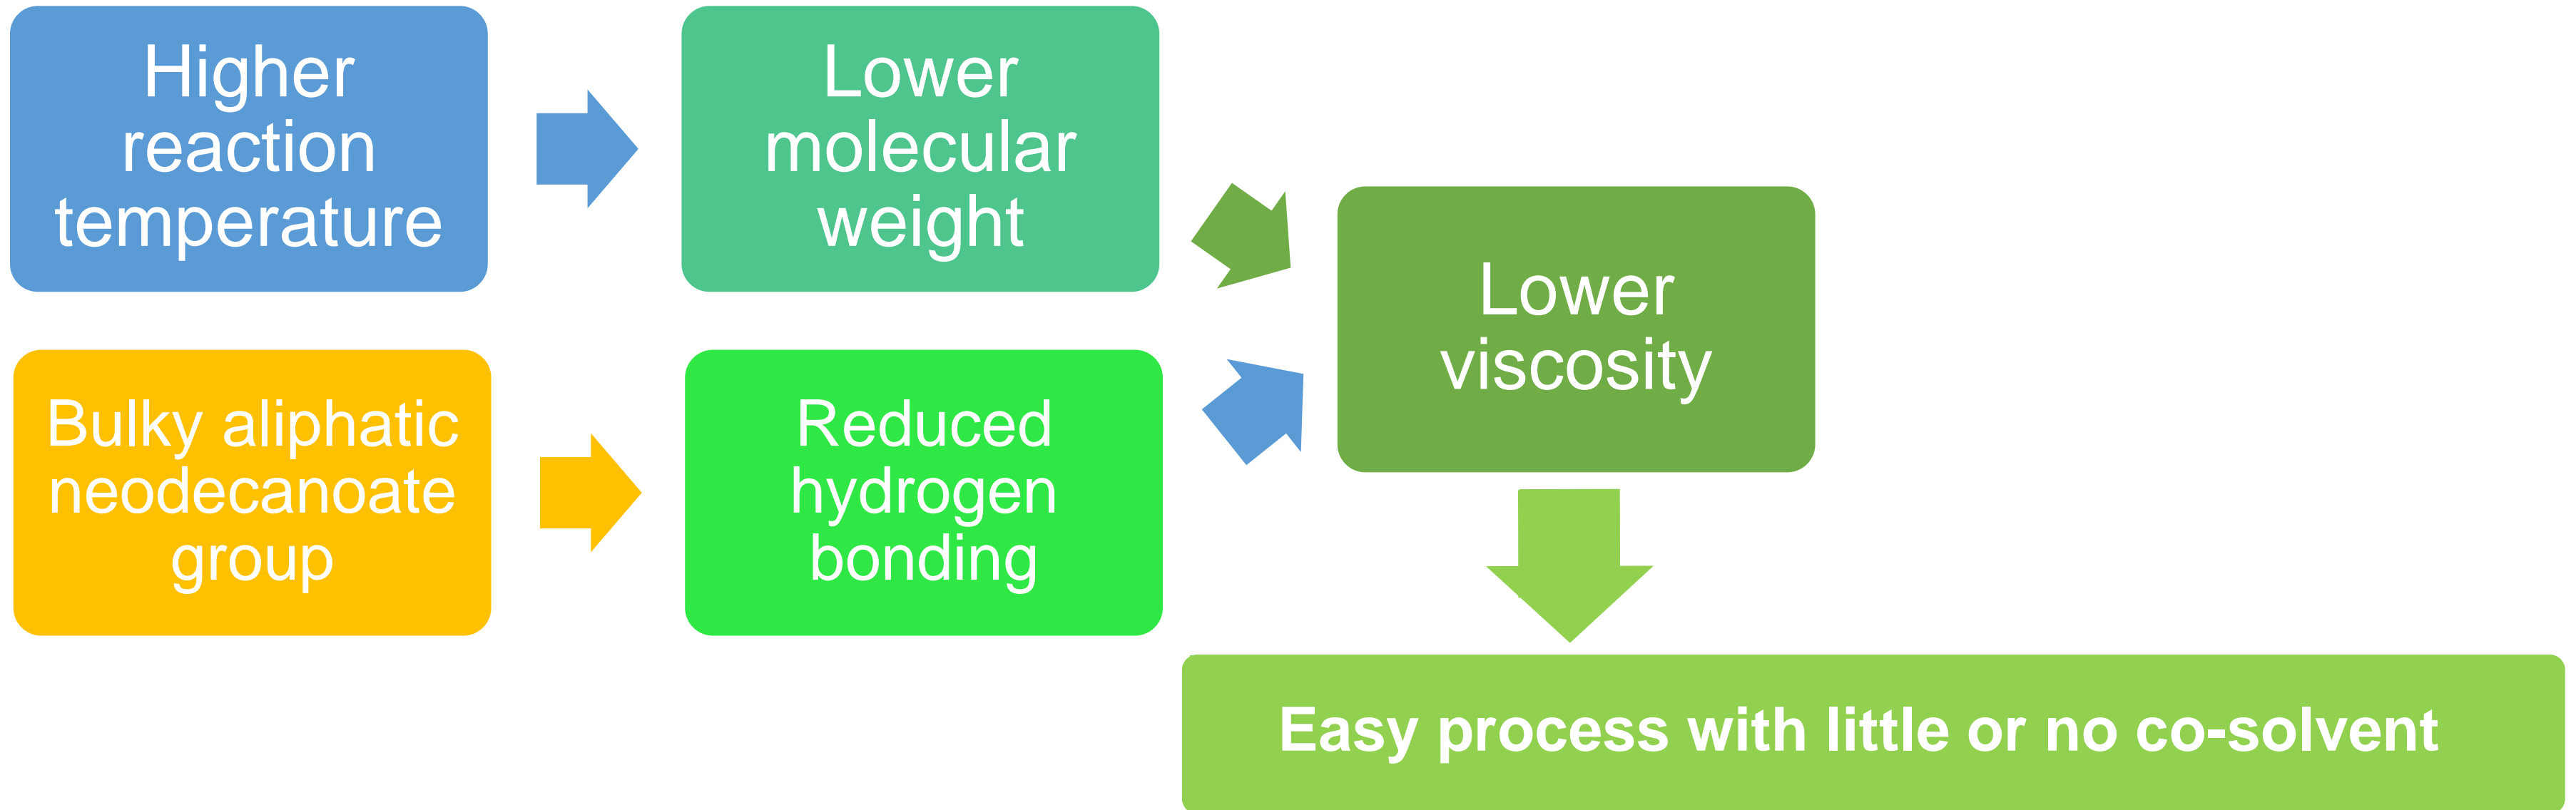 Higher
reaction
temperature
Lower
molecular
weight
Bulky aliphatic
neodecanoate
group
Reduced
hydrogen
bonding
Lower
viscosity
Easy process with little or no co-solvent